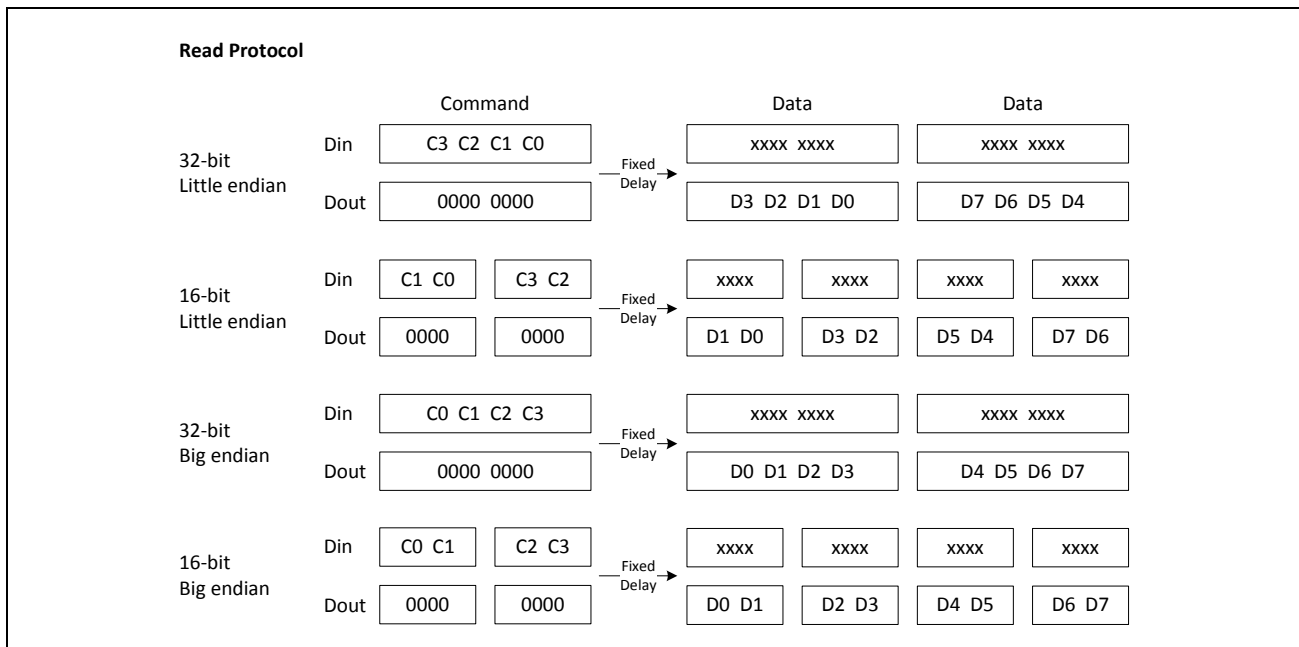 Read Protocol
Command Data Data
32-bit
Little endian
Din C3 C2 C1 C0 xxxx xxxx xxxx xxxx
Fixed
Delay
Dout 0000 0000 D3 D2 D1 D0 D7 D6 D5 D4
16-bit
Little endian
Din C1 C0 C3 C2 xxxx xxxx xxxx xxxx
Fixed
Delay
Dout 0000 0000 D1 D0 D3 D2 D5 D4 D7 D6
32-bit
Big endian
Din C0 C1 C2 C3 xxxx xxxx xxxx xxxx
Fixed
Delay
Dout 0000 0000 D0 D1 D2 D3 D4 D5 D6 D7
16-bit
Big endian
Din C0 C1 C2 C3 xxxx xxxx xxxx xxxx
Fixed
Delay
Dout 0000 0000 D0 D1 D2 D3 D4 D5 D6 D7